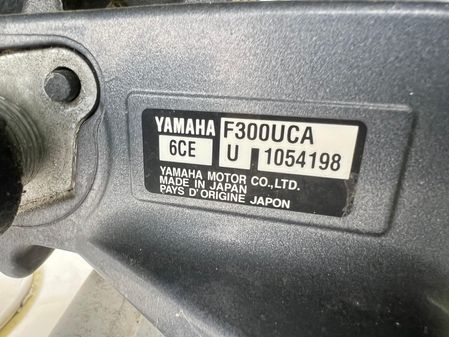 YAMAHA F300UCA
6CE U 1054198
YAMAHA MOTOR CO.,LTD.
MADE IN JAPAN
PAYS D'ORIGINE JAPON